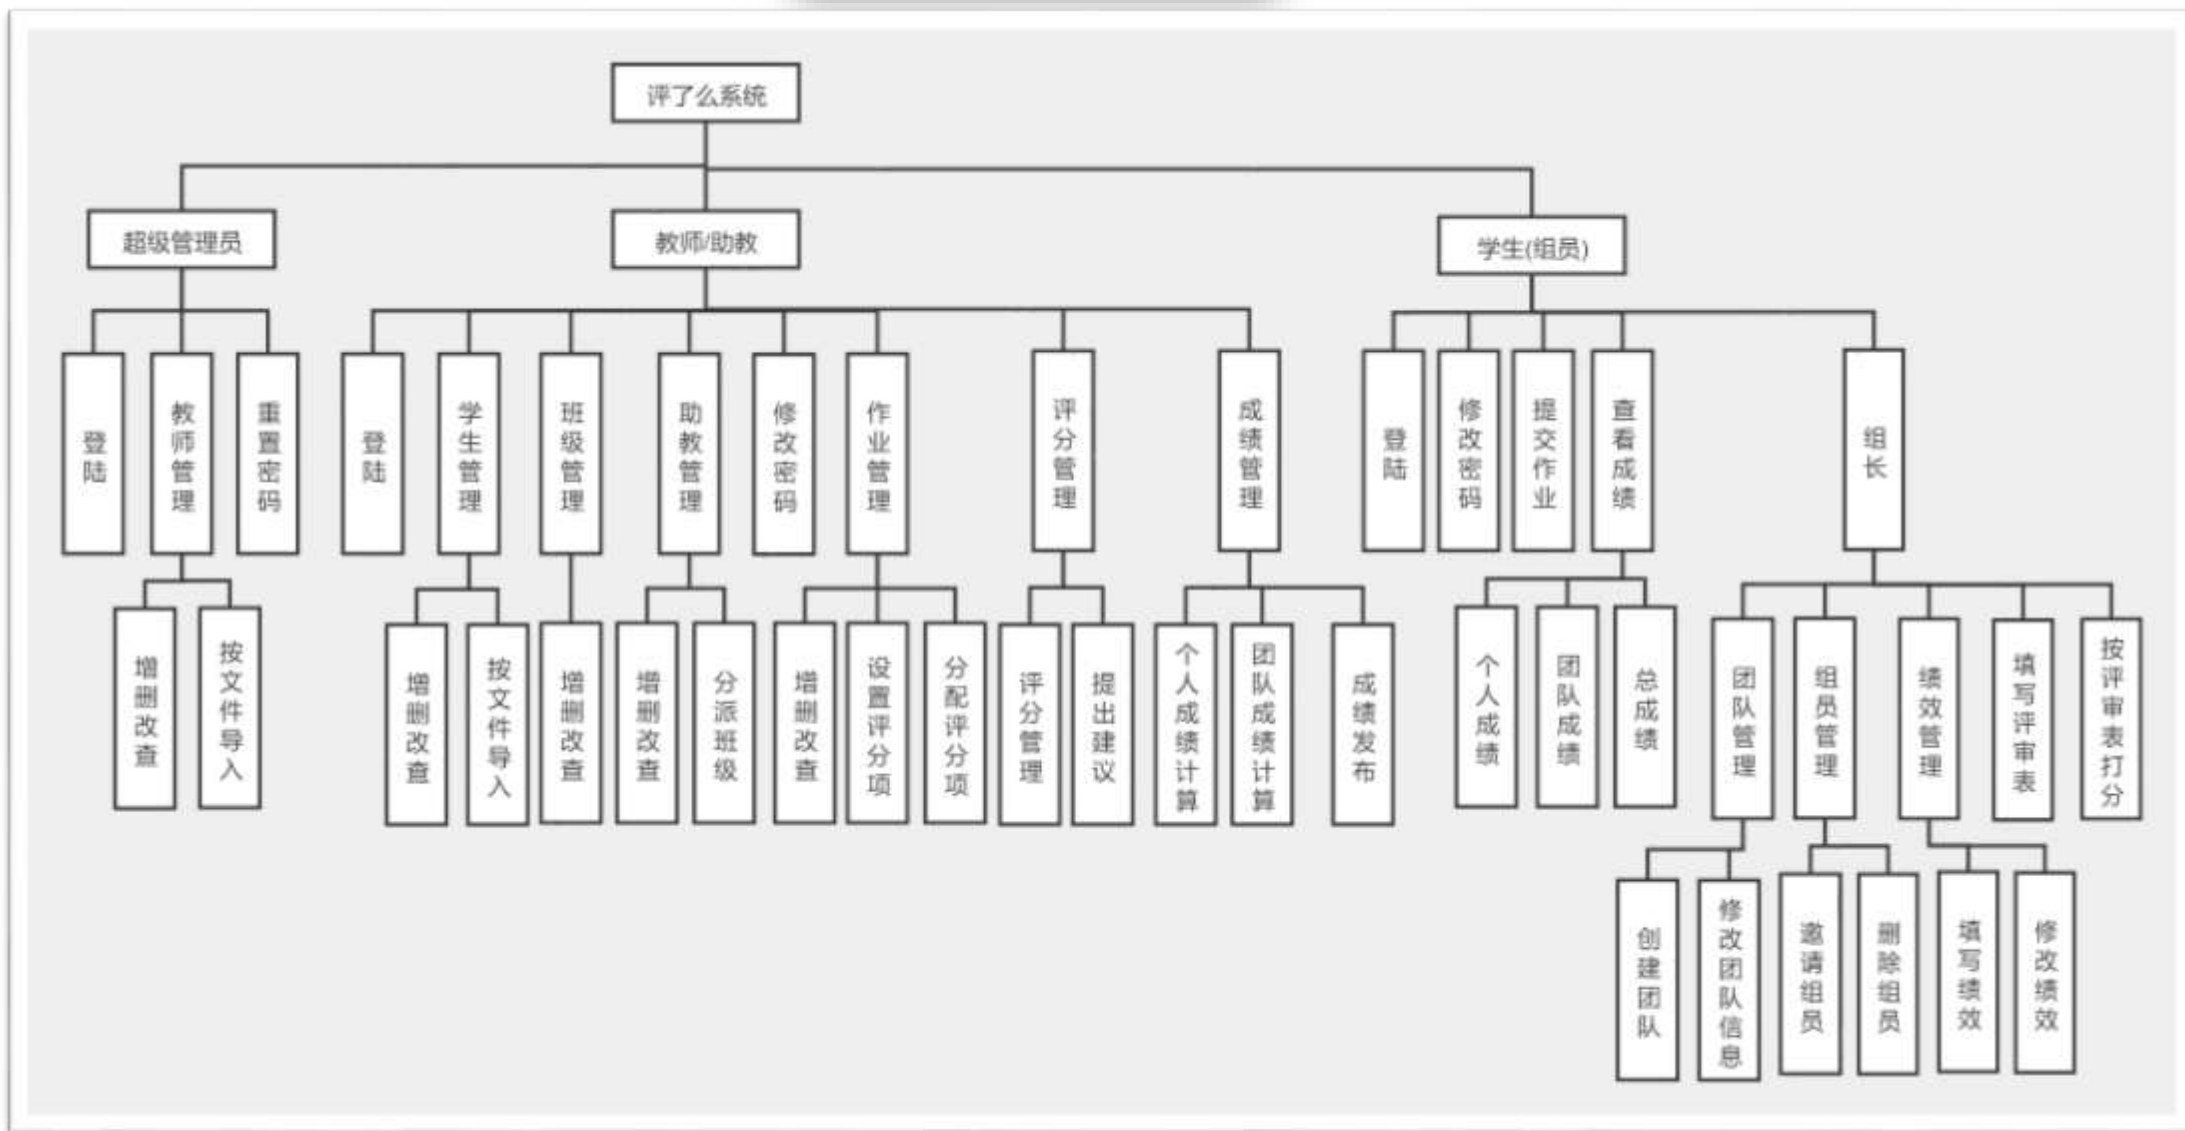 评了么系统
超级管理员
教师/助教
学生(组员)
登陆
教师管理
重置密码
登陆
学生管理
班级管理
助教管理
修改密码
作业管理
评分管理
成绩管理
登陆
修改密码
提交作业
查看成绩
组长
增删改查
按文件导入
增删改查
按文件导入
增删改查
增删改查
分派班级
增删改查
设置评分项
分配评分项
评分管理
提出建议
个人成绩计算
团队成绩计算
成绩发布
个人成绩
团队成绩
总成绩
团队管理
组员管理
绩效管理
填写评审表
按评审表打分
创建团队
修改团队信息
邀请组员
删除组员
填写绩效
修改绩效